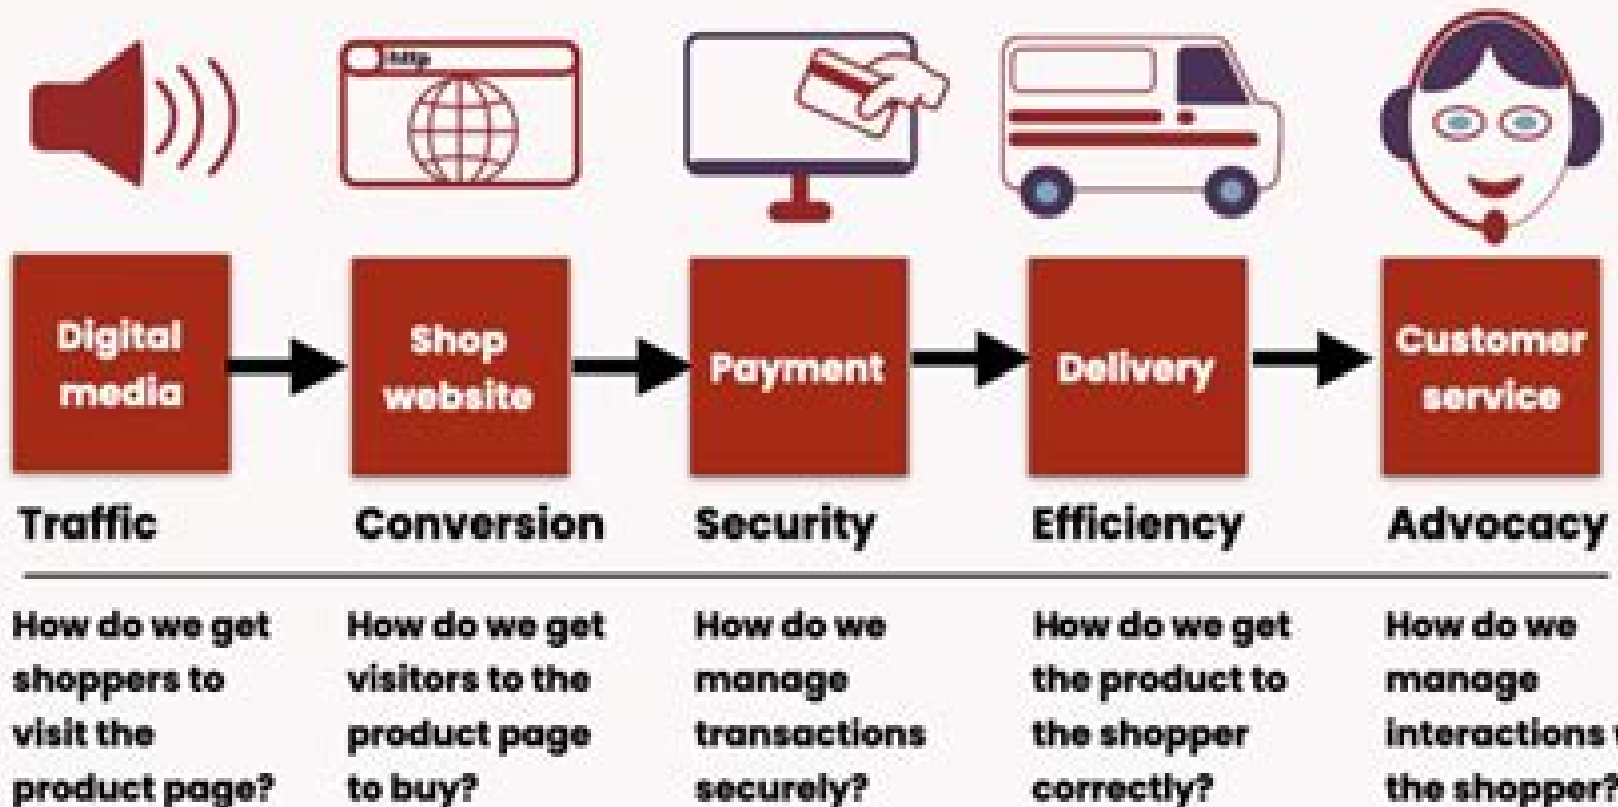 http
Digital
media
Shop
website
Payment
Delivery
Customer
service
Traffic
Conversion
Security
Efficiency
Advocacy
How do we get
shoppers to
visit the
product page?
How do we get
visitors to the
product page
to buy?
How do we
manage
transactions
securely?
How do we get
the product to
the shopper
correctly?
How do we
manage
interactions
the shopper?